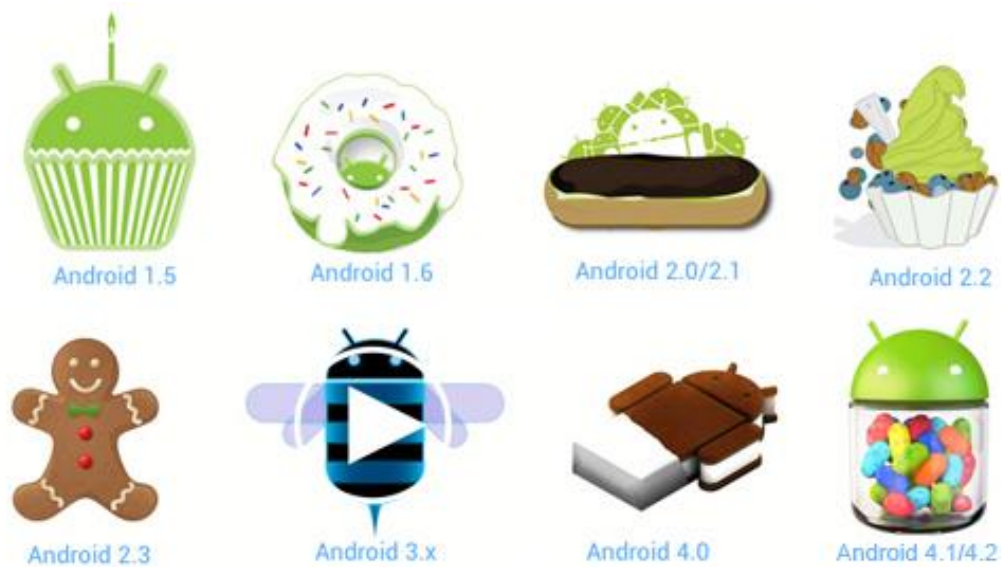 Android 1.5
Android 1.6
Android 2.0/2.1
Android 2.2
Android 2.3
Android 3.x
Android 4.0
Android 4.1/4.2